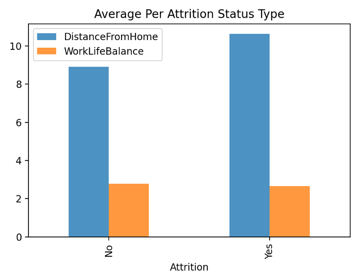 Average Per Attrition Status Type
DistanceFromHome
WorkLifeBalance
10
8
6
4
2
0
No
Yes
Attrition